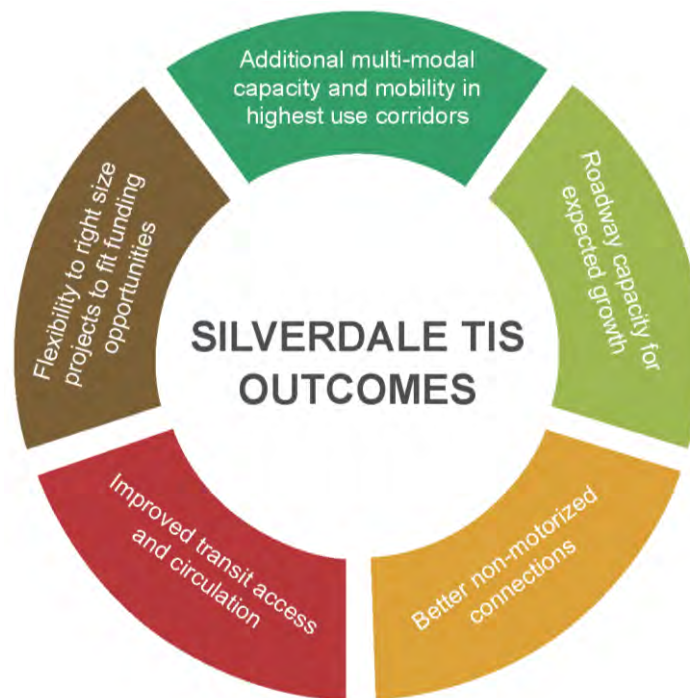 Additional multi-modal
capacity and mobility in
highest use corridors
Roadway capacity for
expected growth
Better non-motorized
connections
Improved transit access
and circulation
Flexibility to right size
projects to fit funding
opportunities
SILVERDALE TIS
OUTCOMES